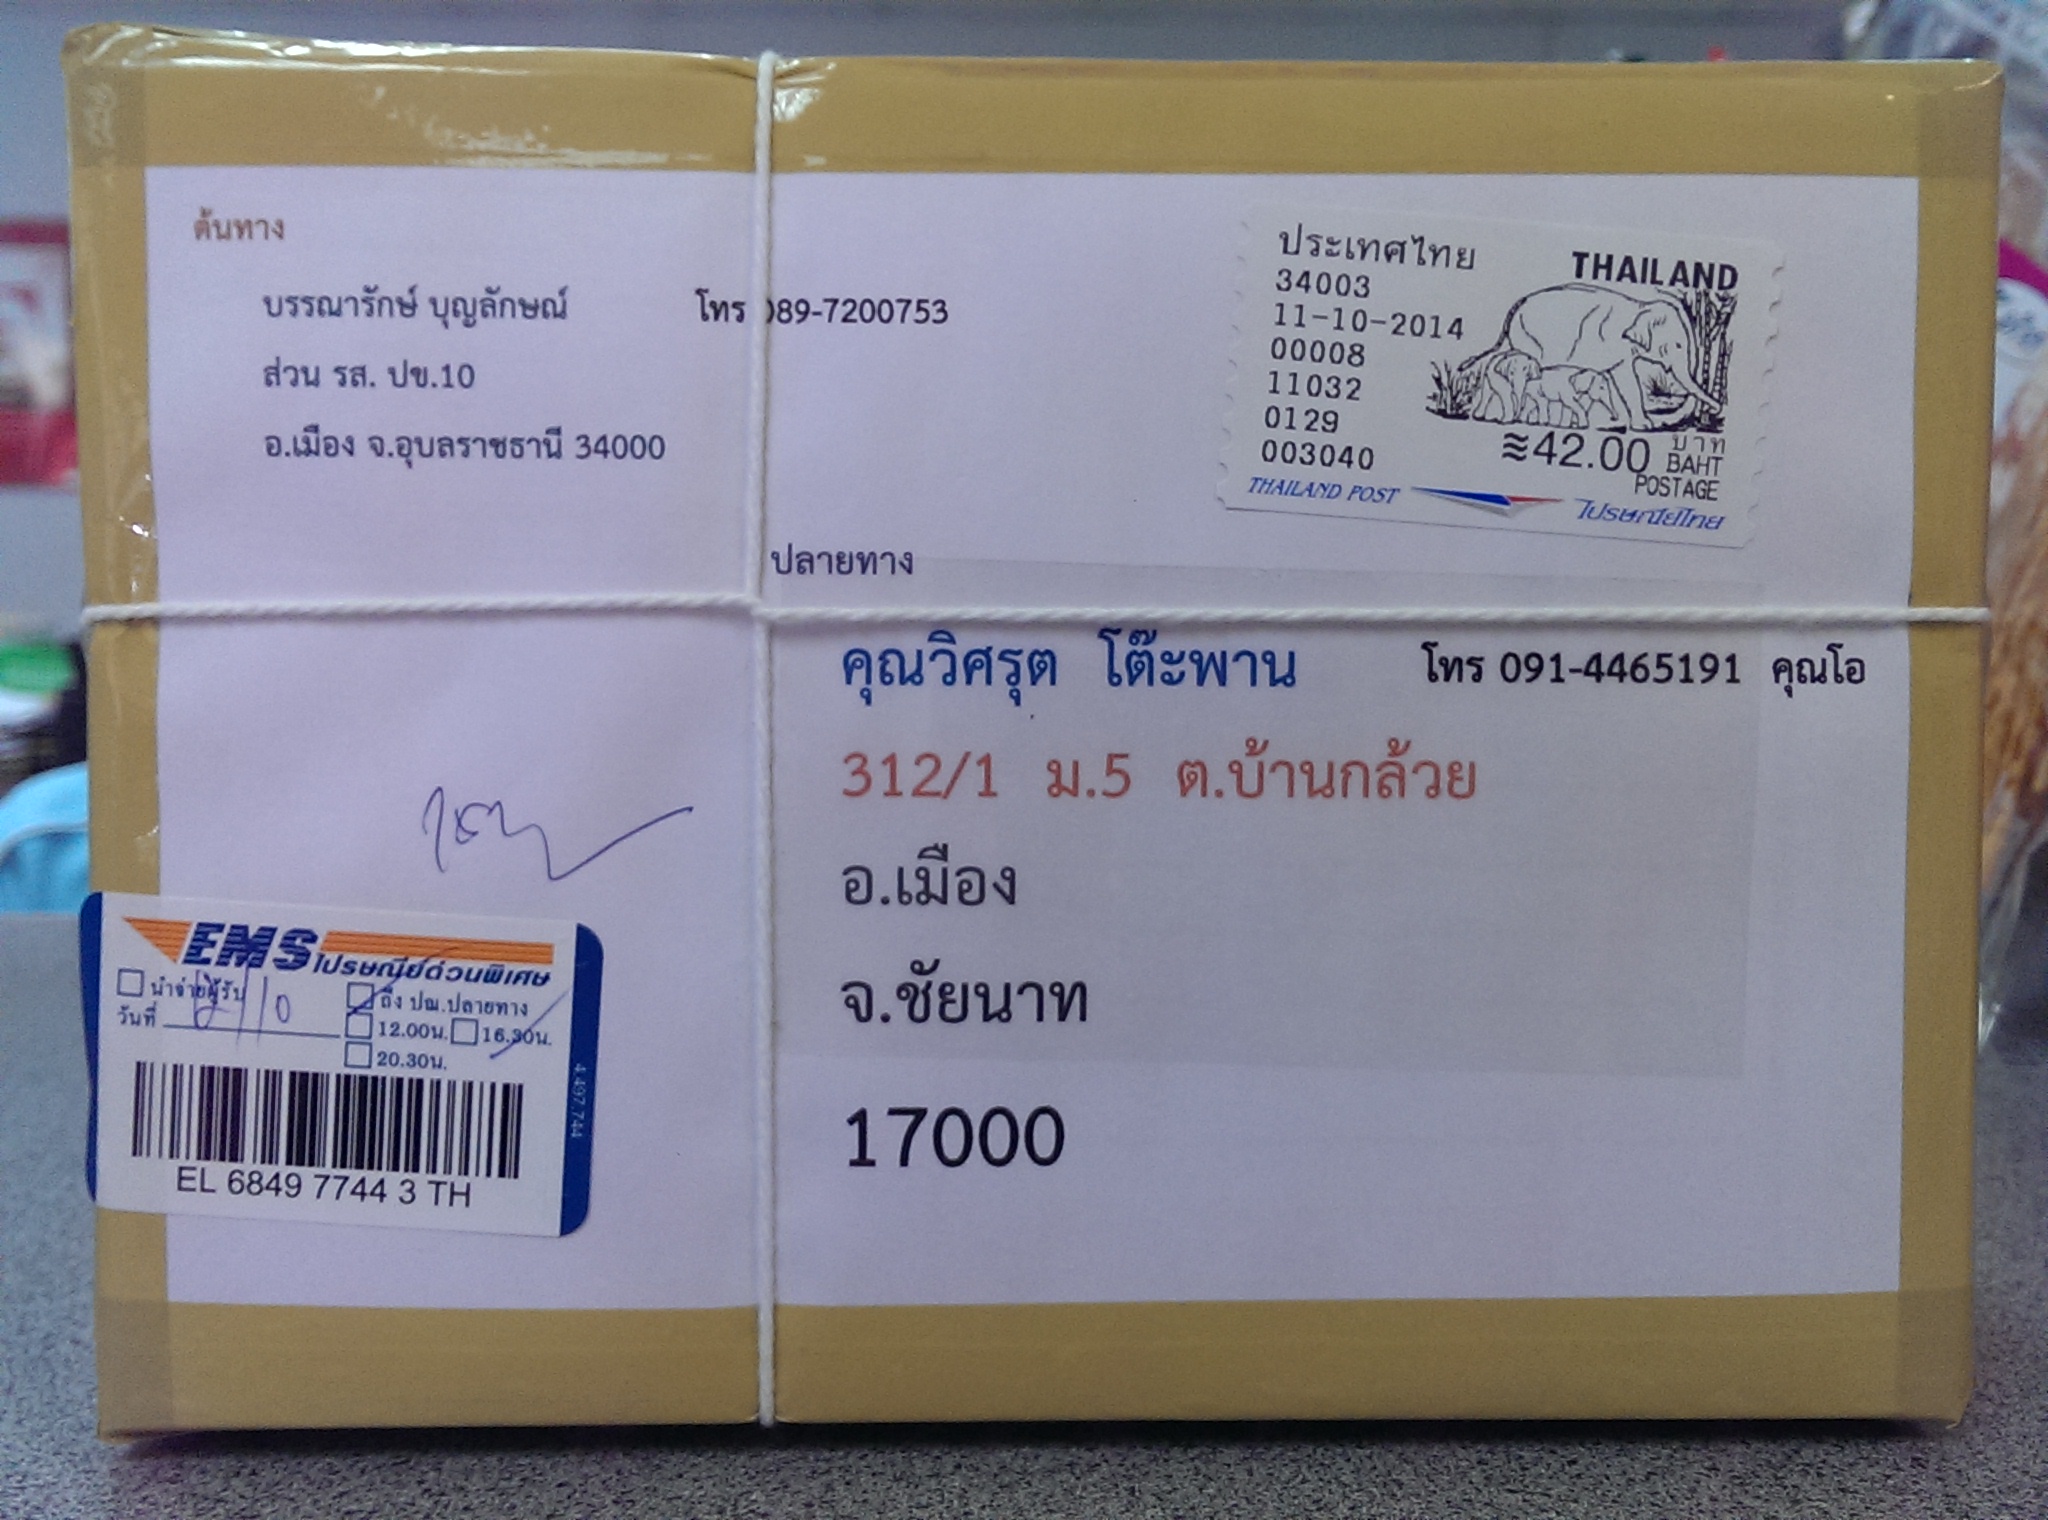 ต้นทาง
บรรณารักษ์ บุญลักษณ์ โทร 089-7200753
ส่วน รส. ปข.10
อ.เมือง จ.อุบลราชธานี 34000
ประเทศไทย THAILAND
34003
11-10-2014
00008
11032
0129
003040
≋42.00 บาท
BAHT
POSTAGE
THAILAND POST ไปรษณีย์ไทย
ปลายทาง
คุณวิศรุต โต๊ะพาน โทร 091-4465191 คุณโอ
312/1 ม.5 ต.บ้านกล้วย
อ.เมือง
จ.ชัยนาท
17000
EMS ไปรษณีย์ด่วนพิเศษ
นำจ่ายผู้รับ ถึง ปณ.ปลายทาง
วันที่ 12.00น. 16.30น.
20.30น.
4,497,744
EL 6849 7744 3 TH